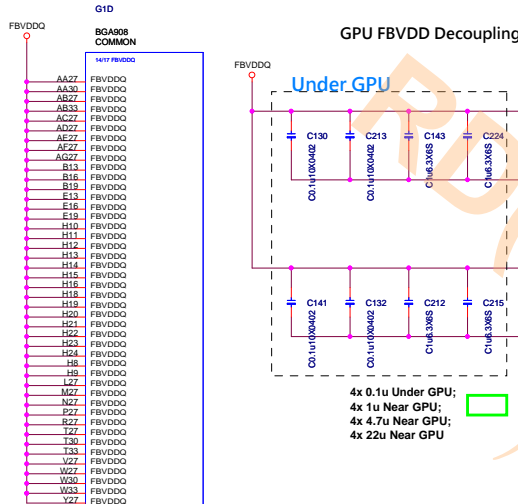 G1D
FBVDDQ
BGA908
COMMON
14/17 FBVDDQ
AA27 FBVDDQ
AA30 FBVDDQ
AB27 FBVDDQ
AB33 FBVDDQ
AC27 FBVDDQ
AD27 FBVDDQ
AE27 FBVDDQ
AF27 FBVDDQ
AG27 FBVDDQ
B13 FBVDDQ
B16 FBVDDQ
B19 FBVDDQ
E13 FBVDDQ
E16 FBVDDQ
E19 FBVDDQ
H10 FBVDDQ
H11 FBVDDQ
H12 FBVDDQ
H13 FBVDDQ
H14 FBVDDQ
H15 FBVDDQ
H16 FBVDDQ
H18 FBVDDQ
H19 FBVDDQ
H20 FBVDDQ
H21 FBVDDQ
H22 FBVDDQ
H23 FBVDDQ
H24 FBVDDQ
H8 FBVDDQ
H9 FBVDDQ
L27 FBVDDQ
M27 FBVDDQ
N27 FBVDDQ
P27 FBVDDQ
R27 FBVDDQ
T27 FBVDDQ
T30 FBVDDQ
T33 FBVDDQ
V27 FBVDDQ
W27 FBVDDQ
W30 FBVDDQ
W33 FBVDDQ
Y27 FBVDDQ
GPU FBVDD Decoupling
FBVDDQ
Under GPU
C130
C0.1u10X0402
C213
C0.1u10X0402
C143
C1u6.3X6S
C224
C1u6.3X6S
C141
C0.1u10X0402
C132
C0.1u10X0402
C212
C1u6.3X6S
C215
C1u6.3X6S
4x 0.1u Under GPU;
4x 1u Near GPU;
4x 4.7u Near GPU;
4x 22u Near GPU